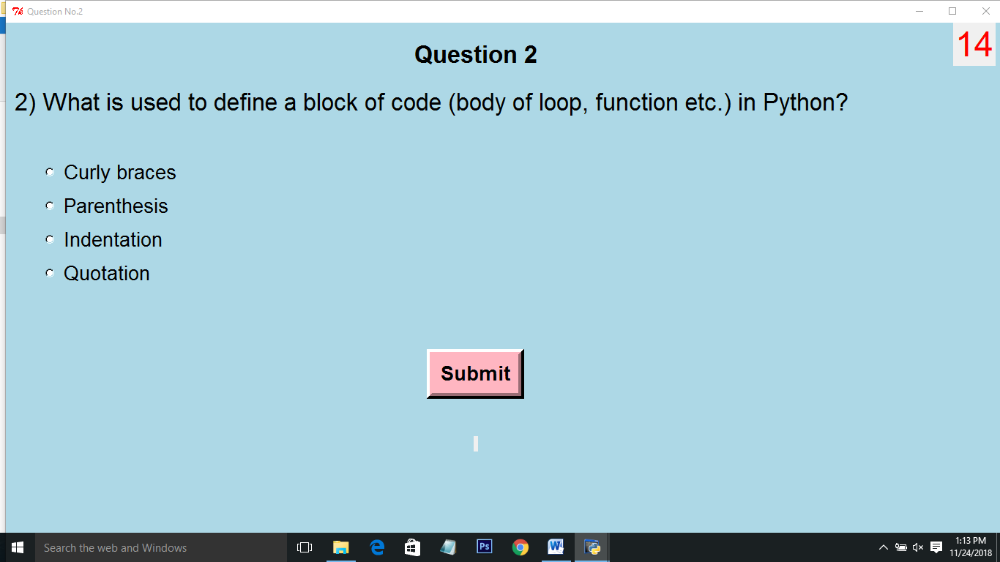 Question No.2
14
Question 2
2) What is used to define a block of code (body of loop, function etc.) in Python?
Curly braces
Parenthesis
Indentation
Quotation
Submit
Search the web and Windows
Ps
1:13 PM
11/24/2018